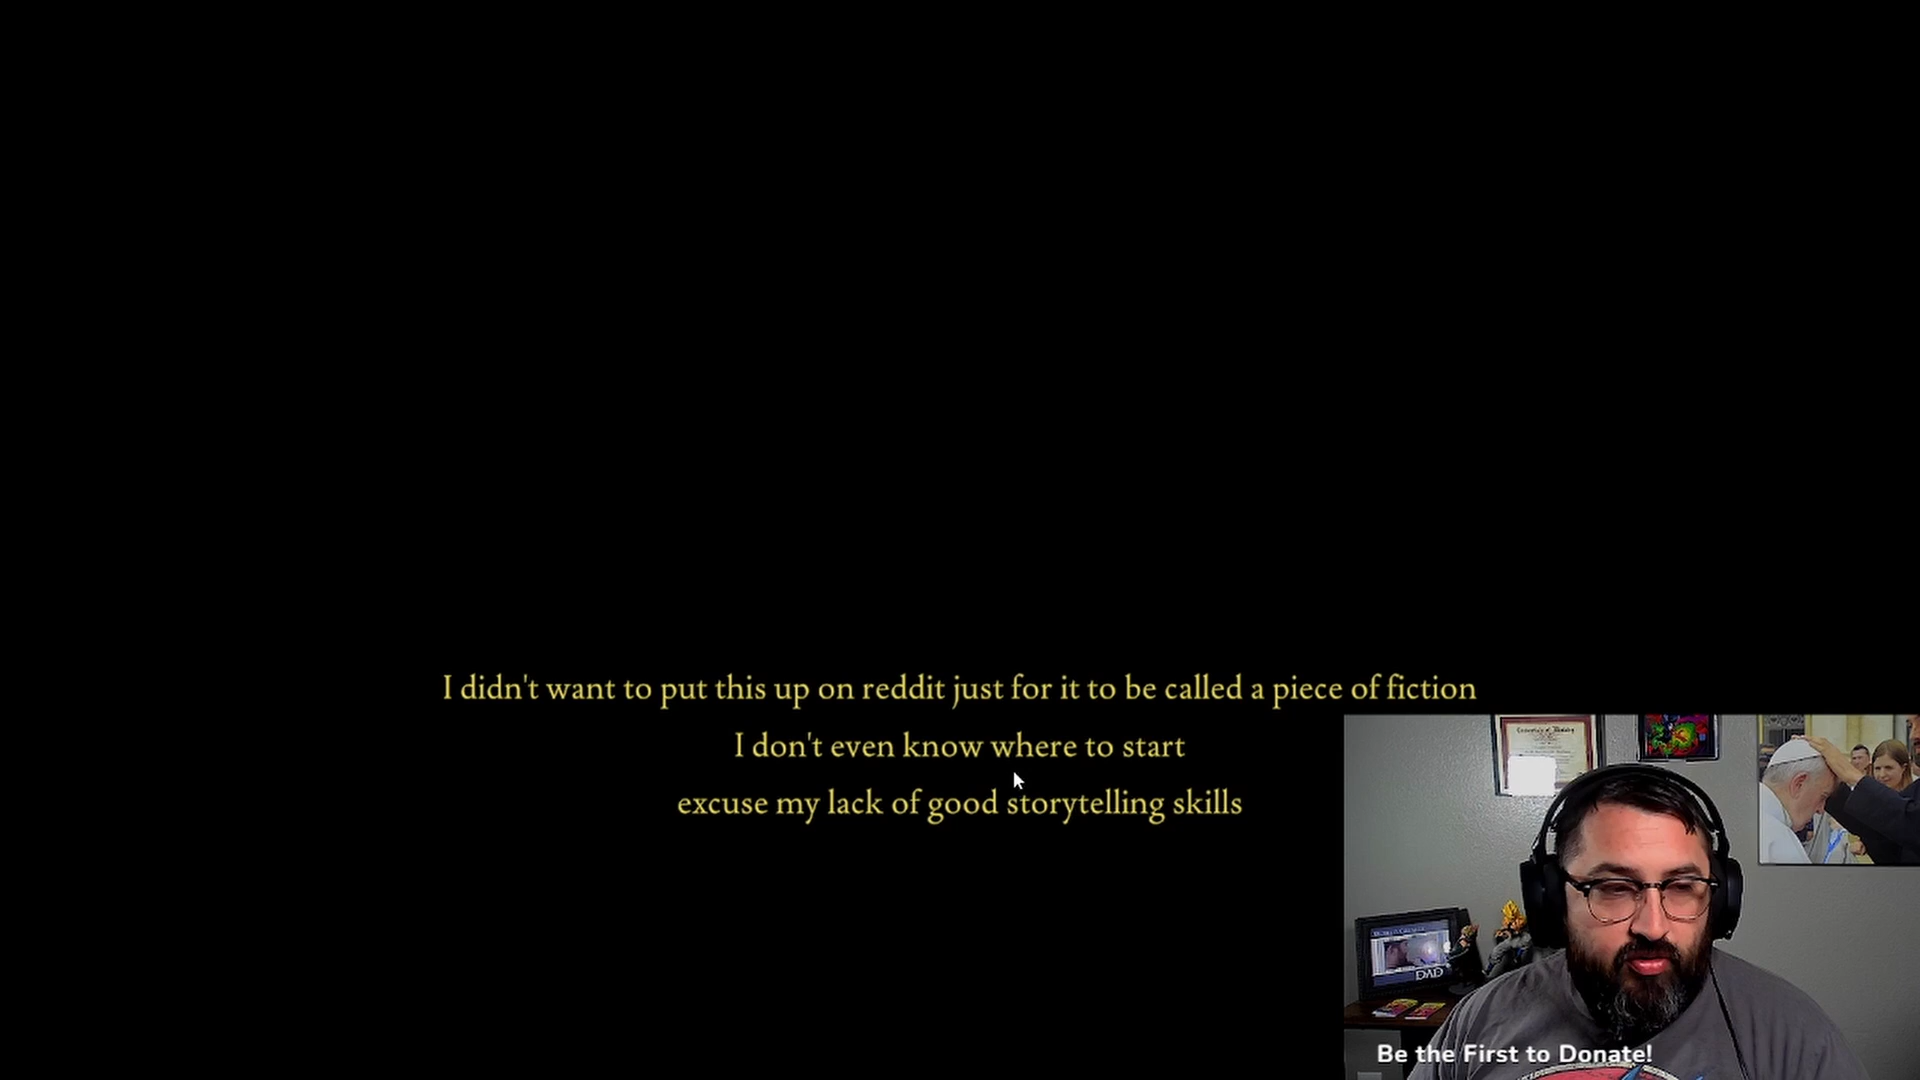 I didn't want to put this up on reddit just for it to be called a piece of fiction
I don't even know where to start
excuse my lack of good storytelling skills
DAD
Be the First to Donate!